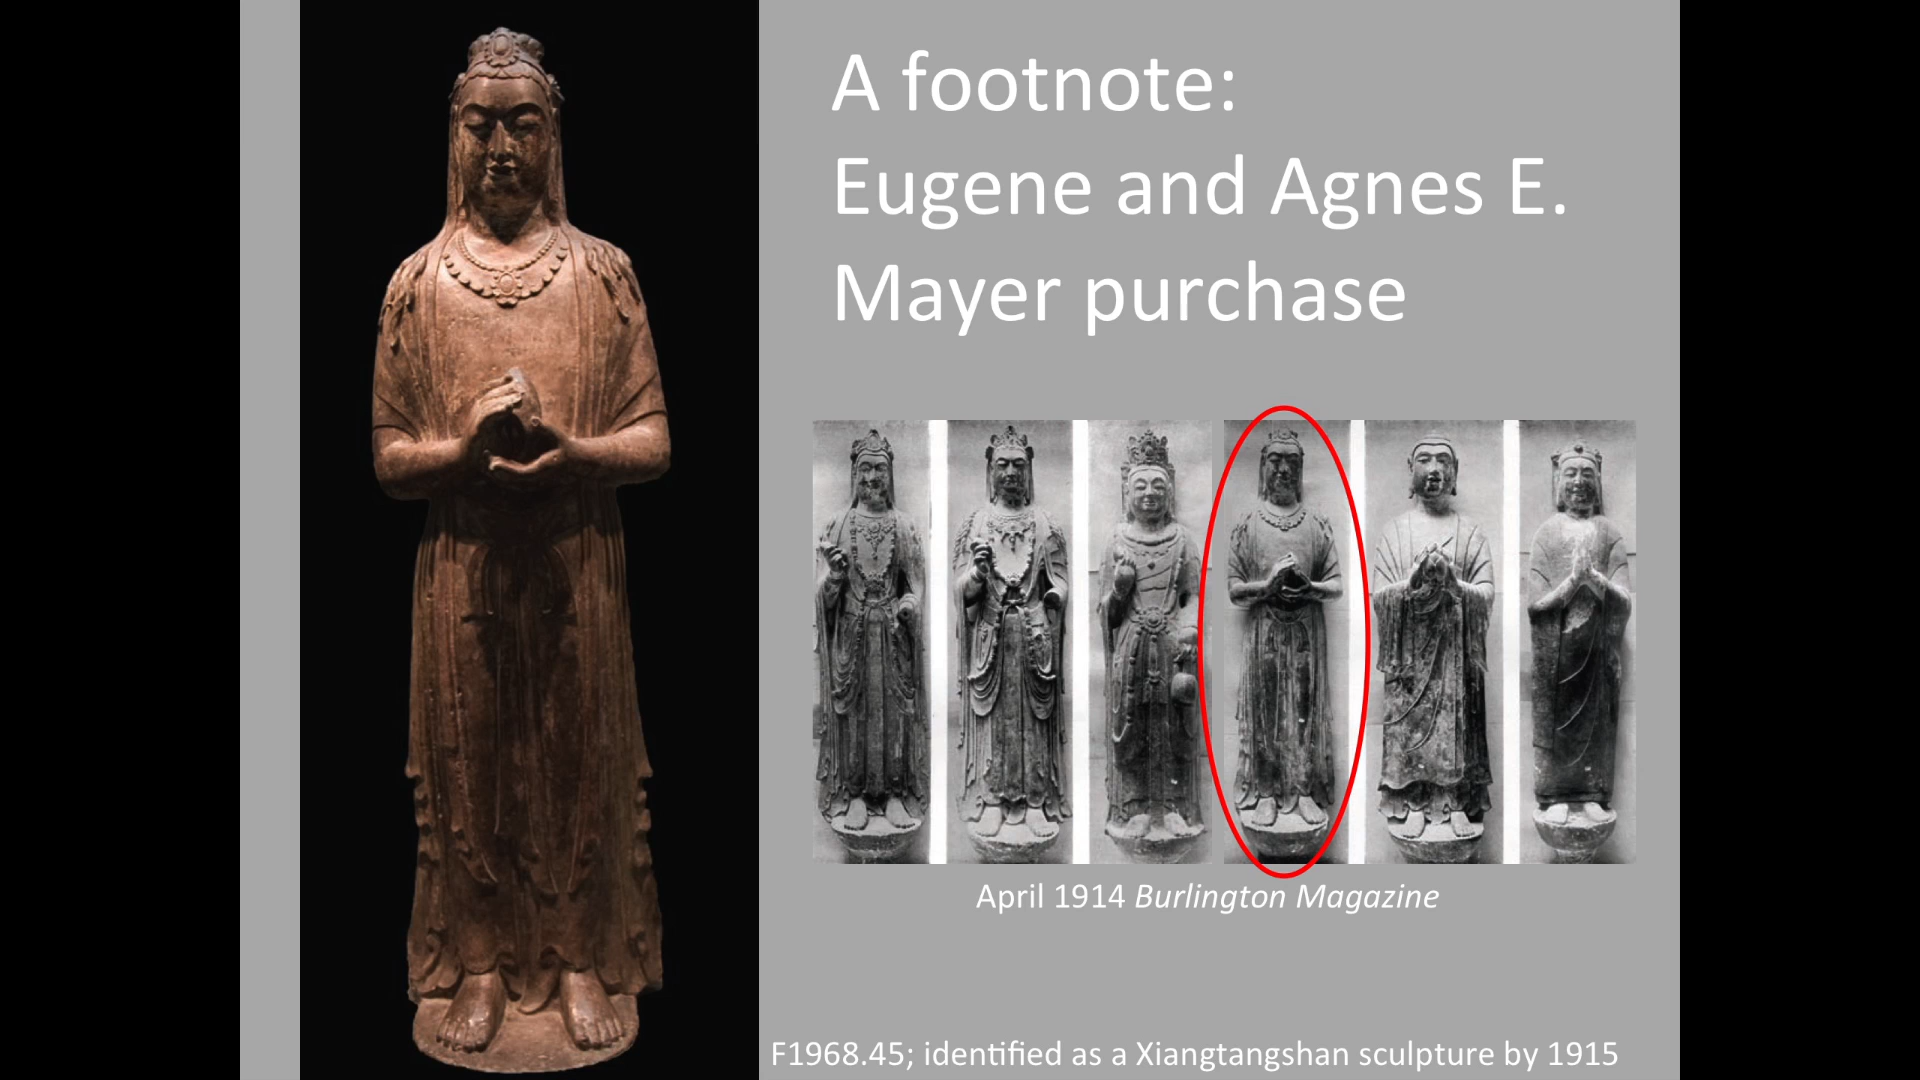 A footnote:
Eugene and Agnes E.
Mayer purchase
April 1914 Burlington Magazine
F1968.45; identified as a Xiangtangshan sculpture by 1915